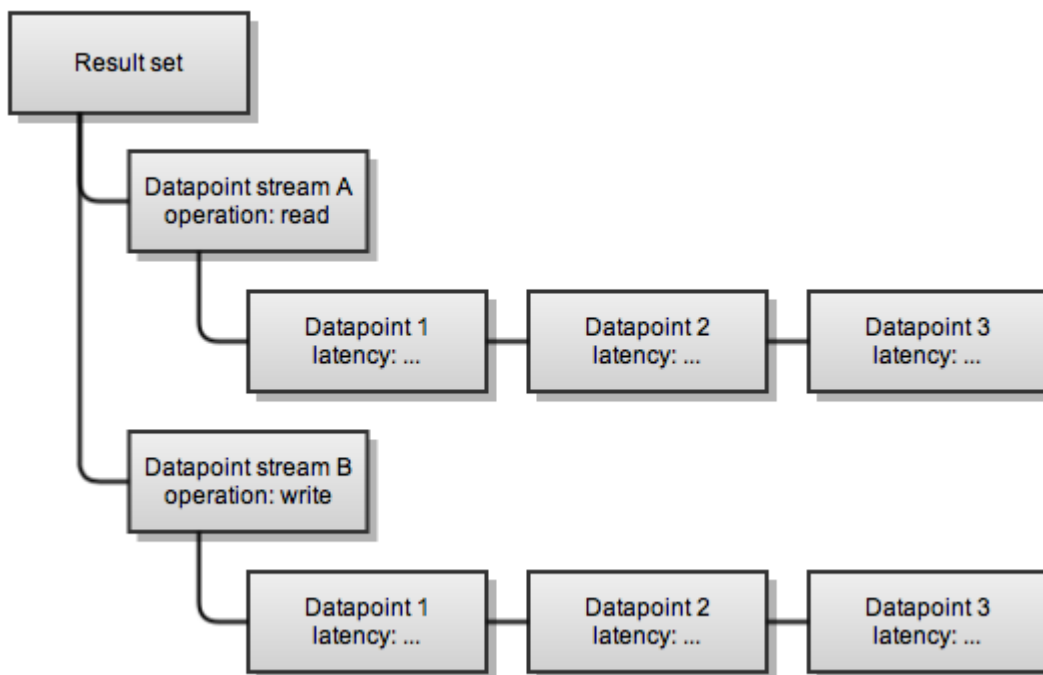 Result set
Datapoint stream A
operation: read
Datapoint 1
latency: ...
Datapoint 2
latency: ...
Datapoint 3
latency: ...
Datapoint stream B
operation: write
Datapoint 1
latency: ...
Datapoint 2
latency: ...
Datapoint 3
latency: ...